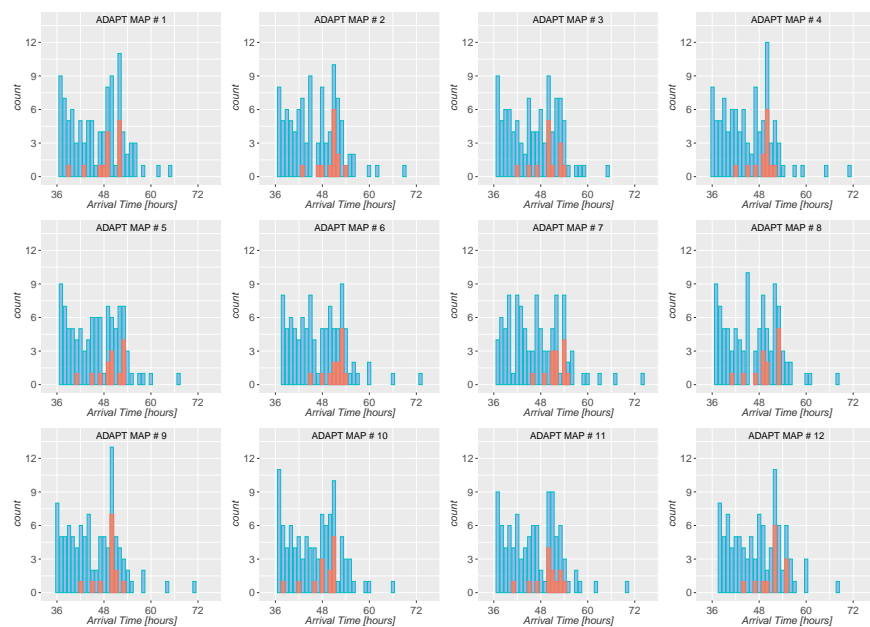 ADAPT MAP # 1 ADAPT MAP # 2 ADAPT MAP # 3 ADAPT MAP # 4
12 12 12 12
9 9 9 9
count count count count
6 6 6 6
3 3 3 3
0 0 0 0
36 48 60 72 36 48 60 72 36 48 60 72 36 48 60 72
Arrival Time [hours] Arrival Time [hours] Arrival Time [hours] Arrival Time [hours]
ADAPT MAP # 5 ADAPT MAP # 6 ADAPT MAP # 7 ADAPT MAP # 8
12 12 12 12
9 9 9 9
count count count count
6 6 6 6
3 3 3 3
0 0 0 0
36 48 60 72 36 48 60 72 36 48 60 72 36 48 60 72
Arrival Time [hours] Arrival Time [hours] Arrival Time [hours] Arrival Time [hours]
ADAPT MAP # 9 ADAPT MAP # 10 ADAPT MAP # 11 ADAPT MAP # 12
12 12 12 12
9 9 9 9
count count count count
6 6 6 6
3 3 3 3
0 0 0 0
36 48 60 72 36 48 60 72 36 48 60 72 36 48 60 72
Arrival Time [hours] Arrival Time [hours] Arrival Time [hours] Arrival Time [hours]